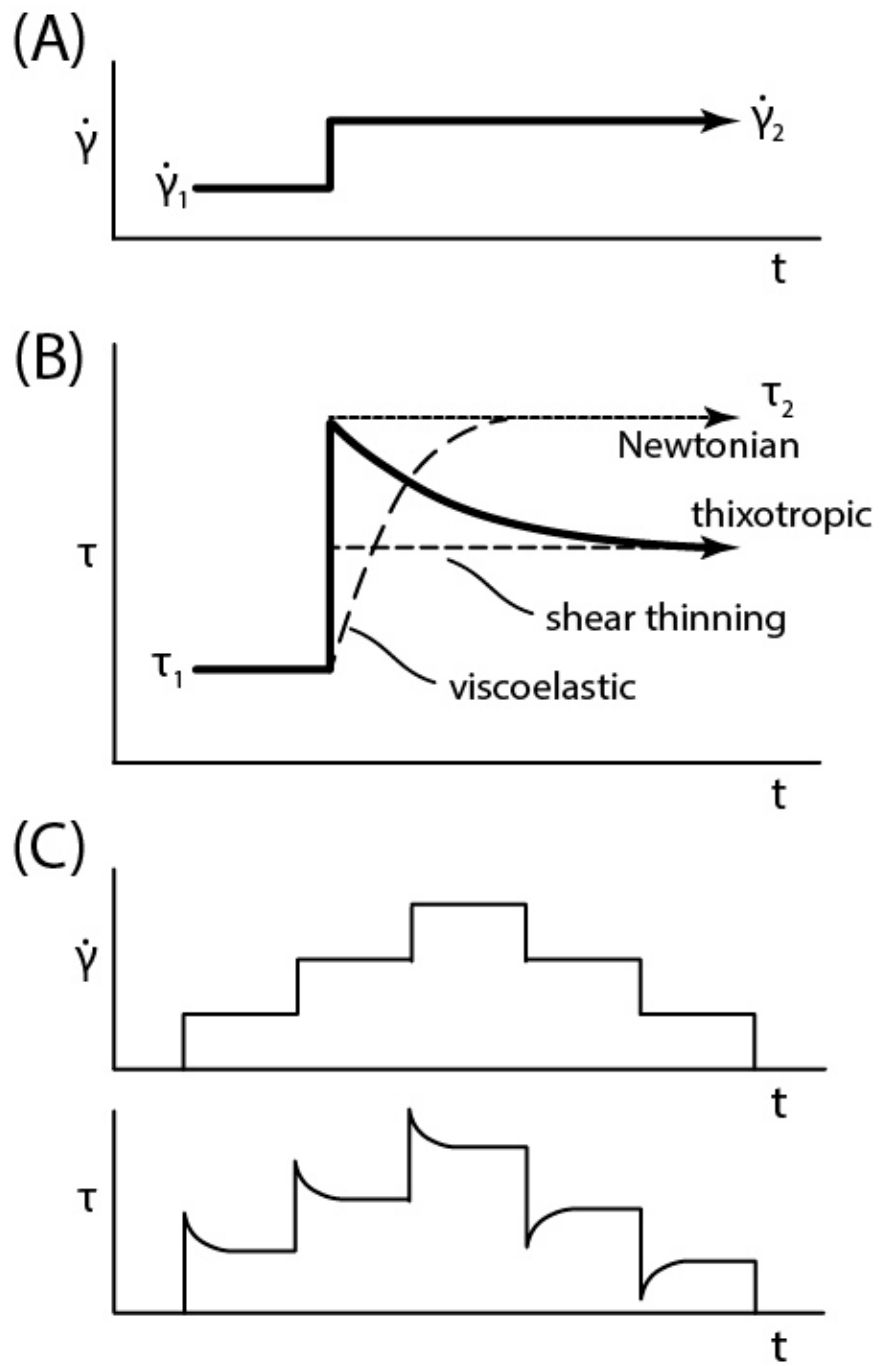 (A)
γ̇
γ̇₁
γ̇₂
t
(B)
τ₂
Newtonian
thixotropic
τ
shear thinning
τ₁
viscoelastic
t
(C)
γ̇
t
τ
t